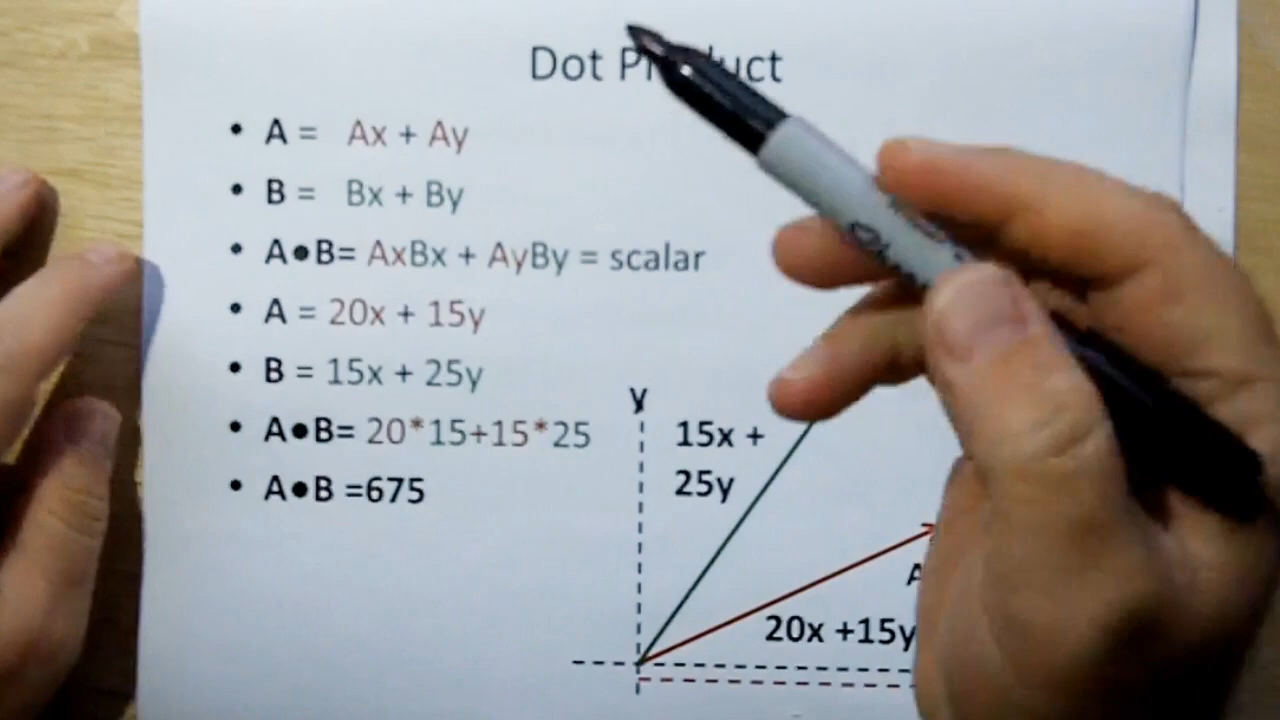 Dot Product
• A = Ax + Ay
• B = Bx + By
• A●B= AxBx + AyBy = scalar
• A = 20x + 15y
• B = 15x + 25y
• A●B= 20*15+15*25
• A●B =675
y
15x +
25y
A
20x +15y